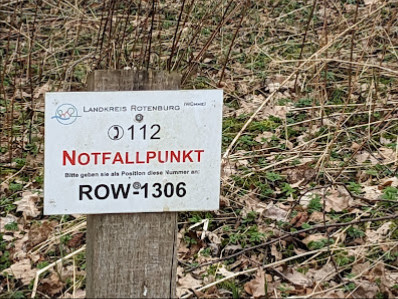 LANDKREIS ROTENBURG (WÜMME)
112
NOTFALLPUNKT
Bitte geben sie als Position diese Nummer an:
ROW-1306